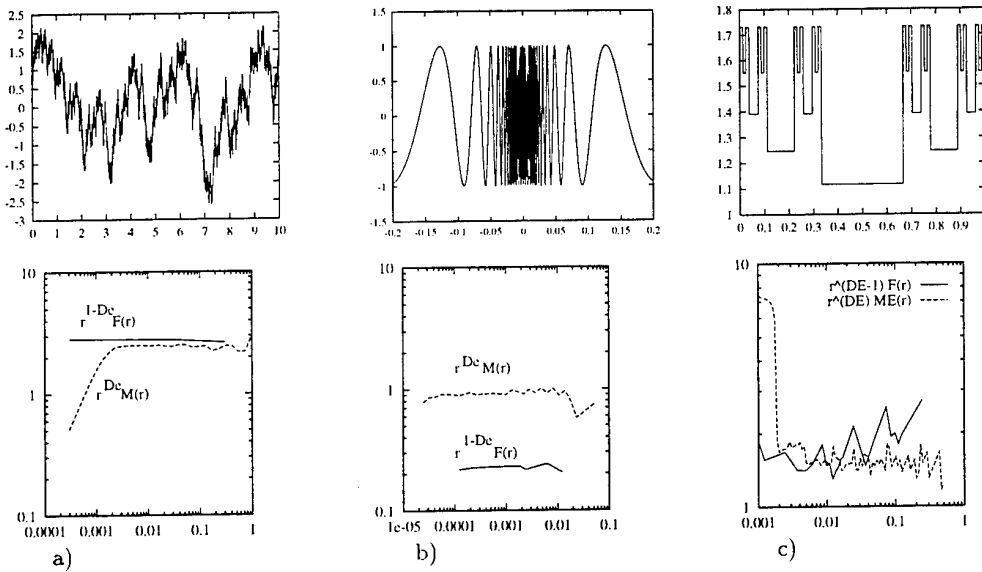 2.5
2
1.5
1
0.5
0
-0.5
-1
-1.5
-2
-2.5
-3
0 1 2 3 4 5 6 7 8 9 10
1.5
1
0.5
0
-0.5
-1
-1.5
-0.2 -0.15 -0.1 -0.05 0 0.05 0.1 0.15 0.2
1.8
1.7
1.6
1.5
1.4
1.3
1.2
1.1
1
0 0.1 0.2 0.3 0.4 0.5 0.6 0.7 0.8 0.9 1
10
1
0.1
r^{1-De} F(r)
r^{De} M(r)
0.0001 0.001 0.01 0.1 1
a)
10
1
0.1
r^{De} M(r)
r^{1-De} F(r)
1e-05 0.0001 0.001 0.01 0.1
b)
10
1
r^(DE-1) F(r)
r^(DE) ME(r)
0.001 0.01 0.1 1
c)